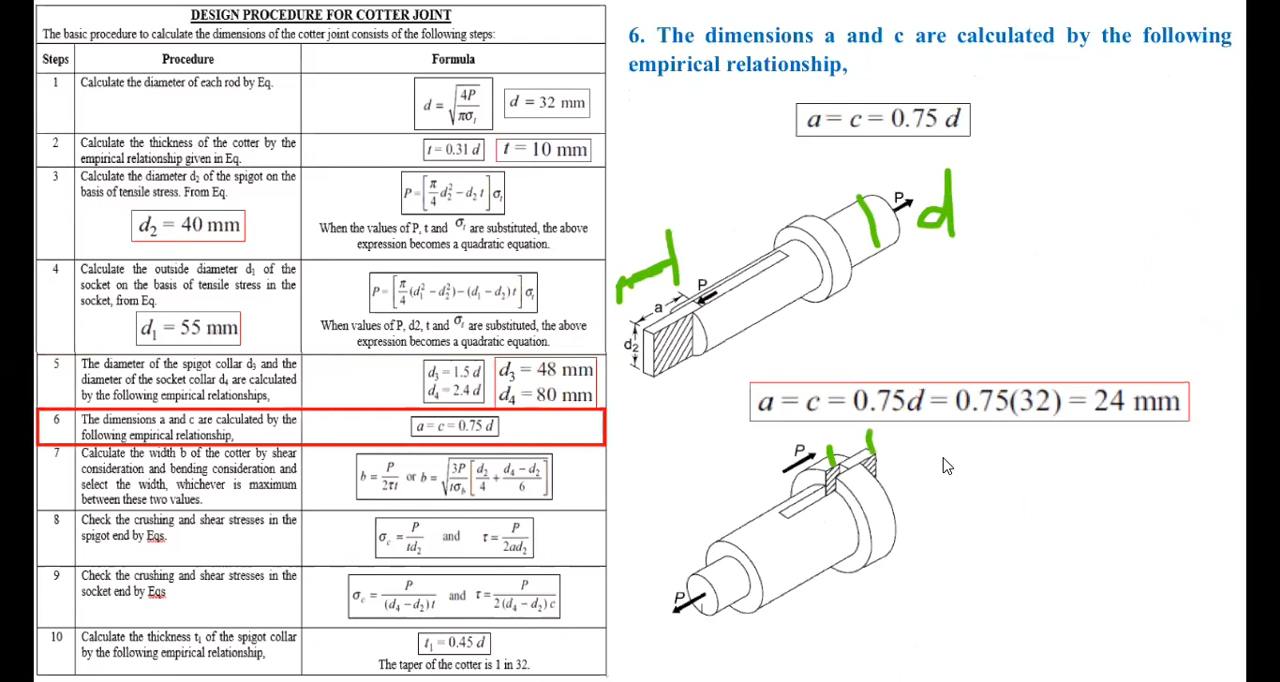 DESIGN PROCEDURE FOR COTTER JOINT
The basic procedure to calculate the dimensions of the cotter joint consists of the following steps:
Steps Procedure Formula
1 Calculate the diameter of each rod by Eq. d = √(4P/πσt) d = 32 mm
2 Calculate the thickness of the cotter by the
empirical relationship given in Eq.
t = 0.31 d t = 10 mm
3 Calculate the diameter d2 of the spigot on the
basis of tensile stress. From Eq.
d2 = 40 mm
P = [π/4 d2² – d2 t] σt
When the values of P, t and σt are substituted, the above
expression becomes a quadratic equation.
4 Calculate the outside diameter d1 of the
socket on the basis of tensile stress in the
socket, from Eq.
d1 = 55 mm
P = [π/4 (d1² – d2²) – (d1 – d2) t] σt
When values of P, d2, t and σt are substituted, the above
expression becomes a quadratic equation.
5 The diameter of the spigot collar d3 and the
diameter of the socket collar d4 are calculated
by the following empirical relationships,
d3 = 1.5 d d3 = 48 mm
d4 = 2.4 d d4 = 80 mm
6 The dimensions a and c are calculated by the
following empirical relationship,
a = c = 0.75 d
7 Calculate the width b of the cotter by shear
consideration and bending consideration and
select the width, whichever is maximum
between these two values.
b = P/2τt or b = √(3P/tσb [d2/4 + (d4 – d2)/6])
8 Check the crushing and shear stresses in the
spigot end by Eqs.
σc = P/td2 and τ = P/2ad2
9 Check the crushing and shear stresses in the
socket end by Eqs
σc = P/(d4 – d2)t and τ = P/2(d4 – d2)c
10 Calculate the thickness t1 of the spigot collar
by the following empirical relationship,
t1 = 0.45 d
The taper of the cotter is 1 in 32.
6. The dimensions a and c are calculated by the following
empirical relationship,
a = c = 0.75 d
P
d
P
a
d2
a = c = 0.75d = 0.75(32) = 24 mm
P
P